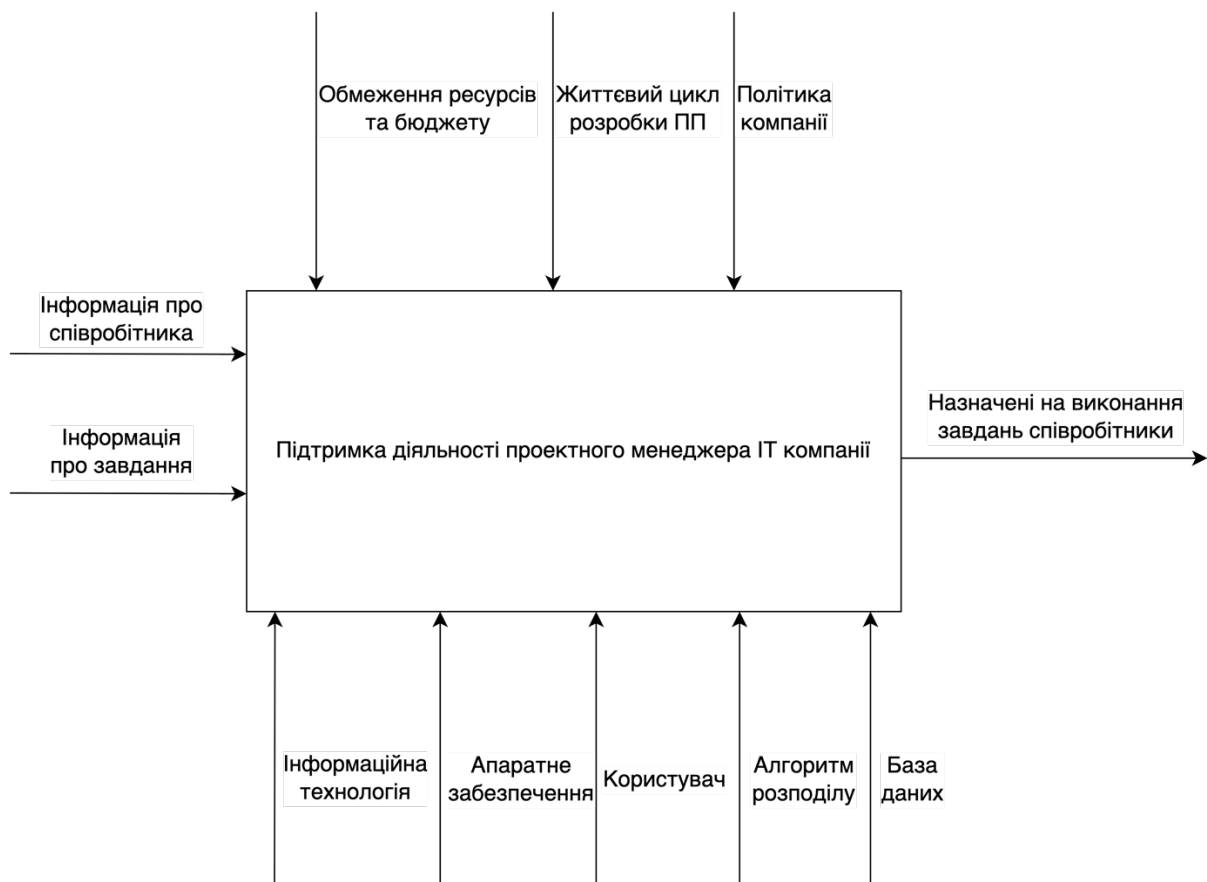 Обмеження ресурсів
та бюджету
Життєвий цикл
розробки ПП
Політика
компанії
Інформація про
співробітника
Інформація
про завдання
Підтримка діяльності проектного менеджера ІТ компанії
Назначені на виконання
завдань співробітники
Інформаційна
технологія
Апаратне
забезпечення
Користувач
Алгоритм
розподілу
База
даних